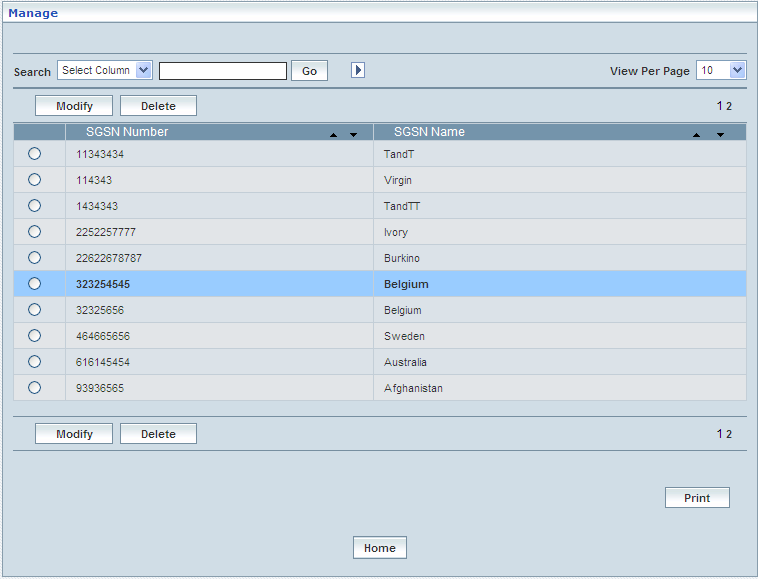 Manage
Search Select Column Go View Per Page 10
Modify Delete 1 2
SGSN Number SGSN Name
11343434 TandT
114343 Virgin
1434343 TandTT
2252257777 Ivory
22622678787 Burkino
323254545 Belgium
32325656 Belgium
464665656 Sweden
616145454 Australia
93936565 Afghanistan
Modify Delete 1 2
Print
Home